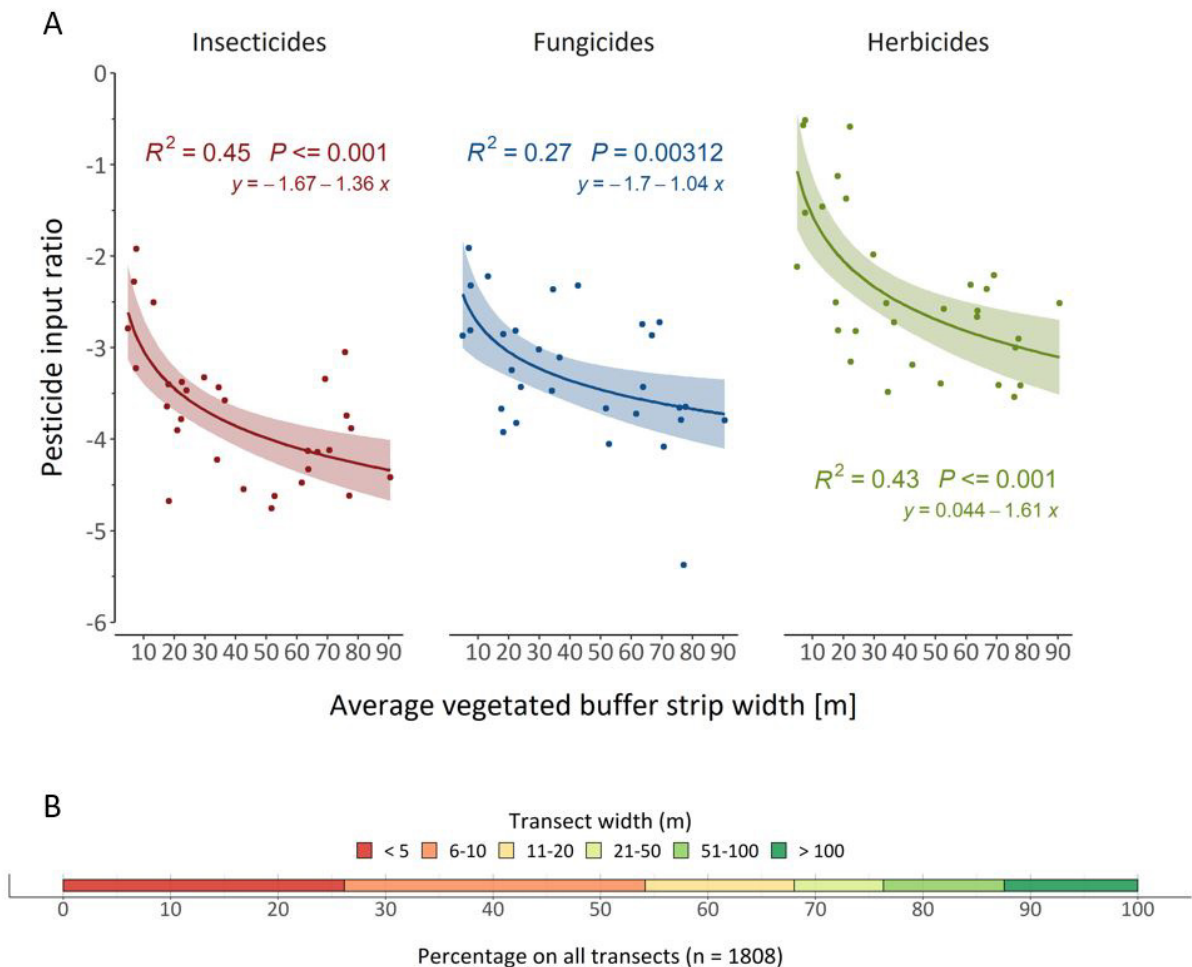 A
Insecticides Fungicides Herbicides
0
-1
-2
-3
-4
-5
-6
Pesticide input ratio
R² = 0.45 P <= 0.001
y = −1.67 − 1.36 x
R² = 0.27 P = 0.00312
y = −1.7 − 1.04 x
R² = 0.43 P <= 0.001
y = 0.044 − 1.61 x
10 20 30 40 50 60 70 80 90 10 20 30 40 50 60 70 80 90 10 20 30 40 50 60 70 80 90
Average vegetated buffer strip width [m]
B
Transect width (m)
< 5 6-10 11-20 21-50 51-100 > 100
0 10 20 30 40 50 60 70 80 90 100
Percentage on all transects (n = 1808)